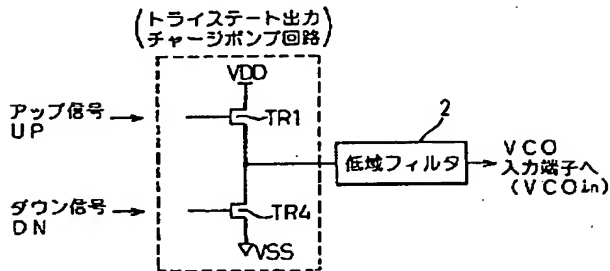 トライステート出力
チャージポンプ回路
VDD
アップ信号
UP
TR1
2
低域フィルタ
VCO
入力端子へ
(VCOin)
ダウン信号
DN
TR4
VSS